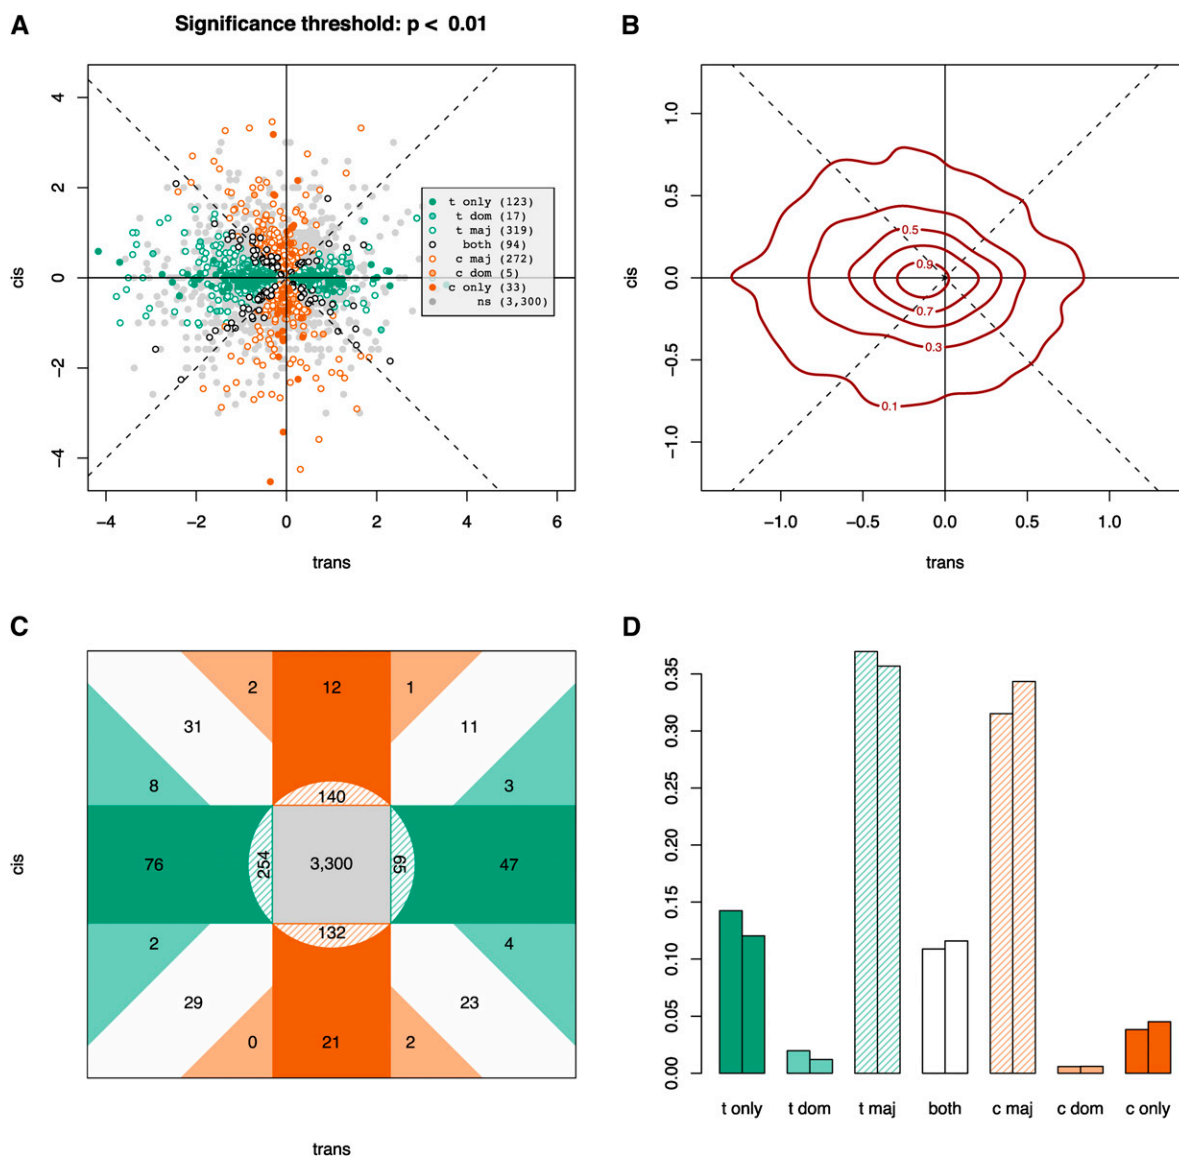 A
Significance threshold: p < 0.01
cis
4
2
0
−2
−4
−4
−2
0
2
4
6
trans
t only (123)
t dom (17)
t maj (319)
both (94)
c maj (272)
c dom (5)
c only (33)
ns (3,300)
B
cis
1.0
0.5
0.0
−0.5
−1.0
−1.0
−0.5
0.0
0.5
1.0
trans
0.5
0.9
0.7
0.3
0.1
C
cis
2
12
1
31
11
8
140
3
76
254
3,300
65
47
2
132
4
29
23
0
21
2
trans
D
0.35
0.30
0.25
0.20
0.15
0.10
0.05
0.00
t only
t dom
t maj
both
c maj
c dom
c only